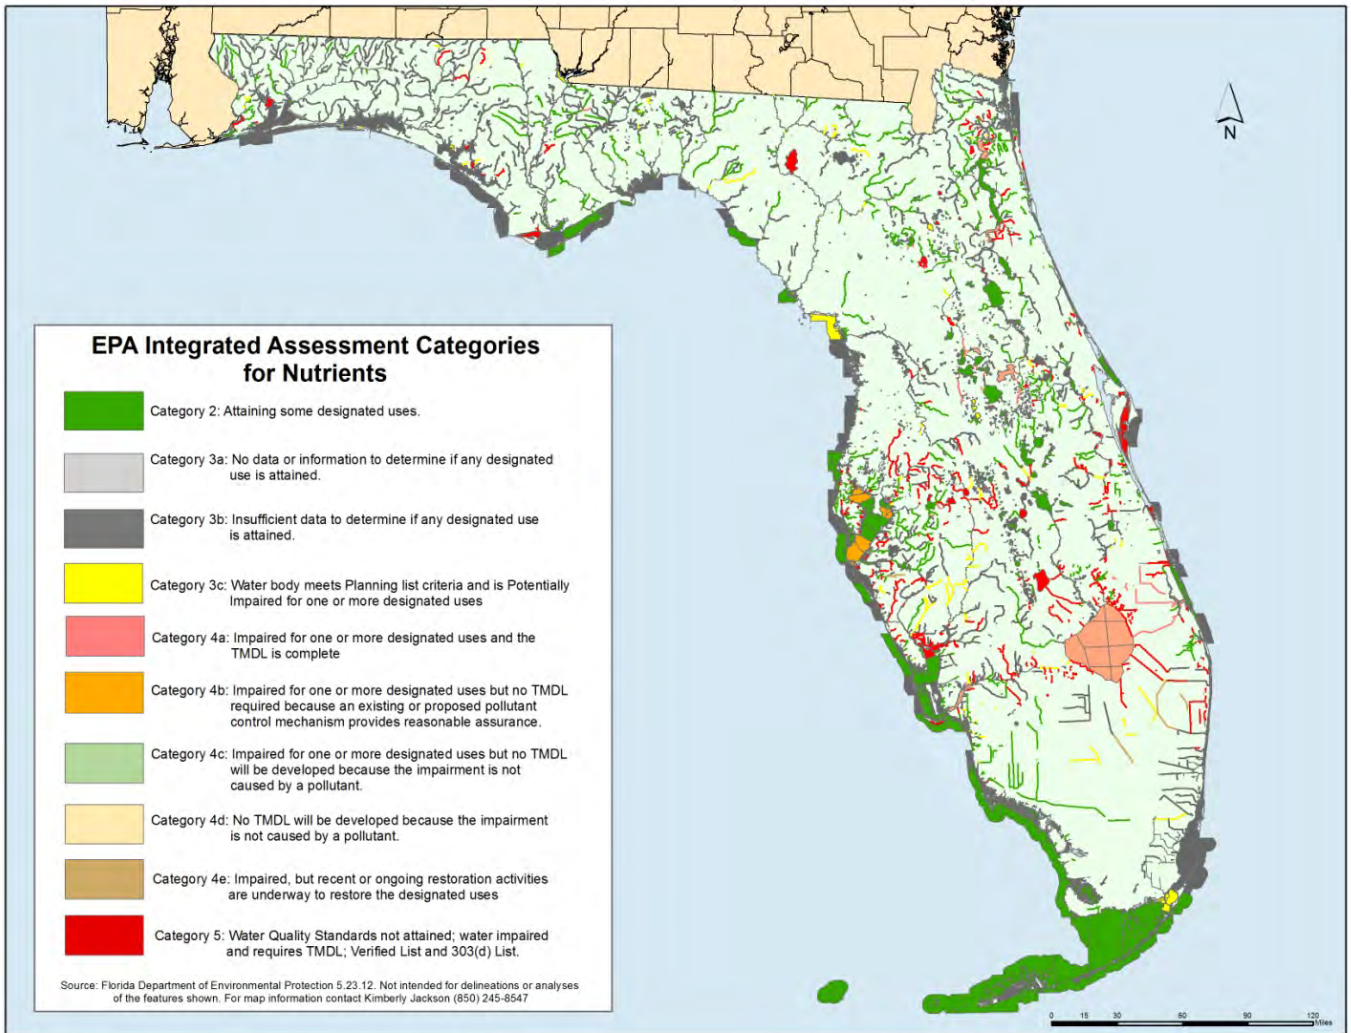 N
EPA Integrated Assessment Categories
for Nutrients
Category 2: Attaining some designated uses.
Category 3a: No data or information to determine if any designated
use is attained.
Category 3b: Insufficient data to determine if any designated use
is attained.
Category 3c: Water body meets Planning list criteria and is Potentially
Impaired for one or more designated uses
Category 4a: Impaired for one or more designated uses and the
TMDL is complete
Category 4b: Impaired for one or more designated uses but no TMDL
required because an existing or proposed pollutant
control mechanism provides reasonable assurance.
Category 4c: Impaired for one or more designated uses but no TMDL
will be developed because the impairment is not
caused by a pollutant.
Category 4d: No TMDL will be developed because the impairment
is not caused by a pollutant.
Category 4e: Impaired, but recent or ongoing restoration activities
are underway to restore the designated uses
Category 5: Water Quality Standards not attained; water impaired
and requires TMDL; Verified List and 303(d) List.
Source: Florida Department of Environmental Protection 5.23.12. Not intended for delineations or analyses
of the features shown. For map information contact Kimberly Jackson (850) 245-8547
0 15 30 60 90 120
Miles